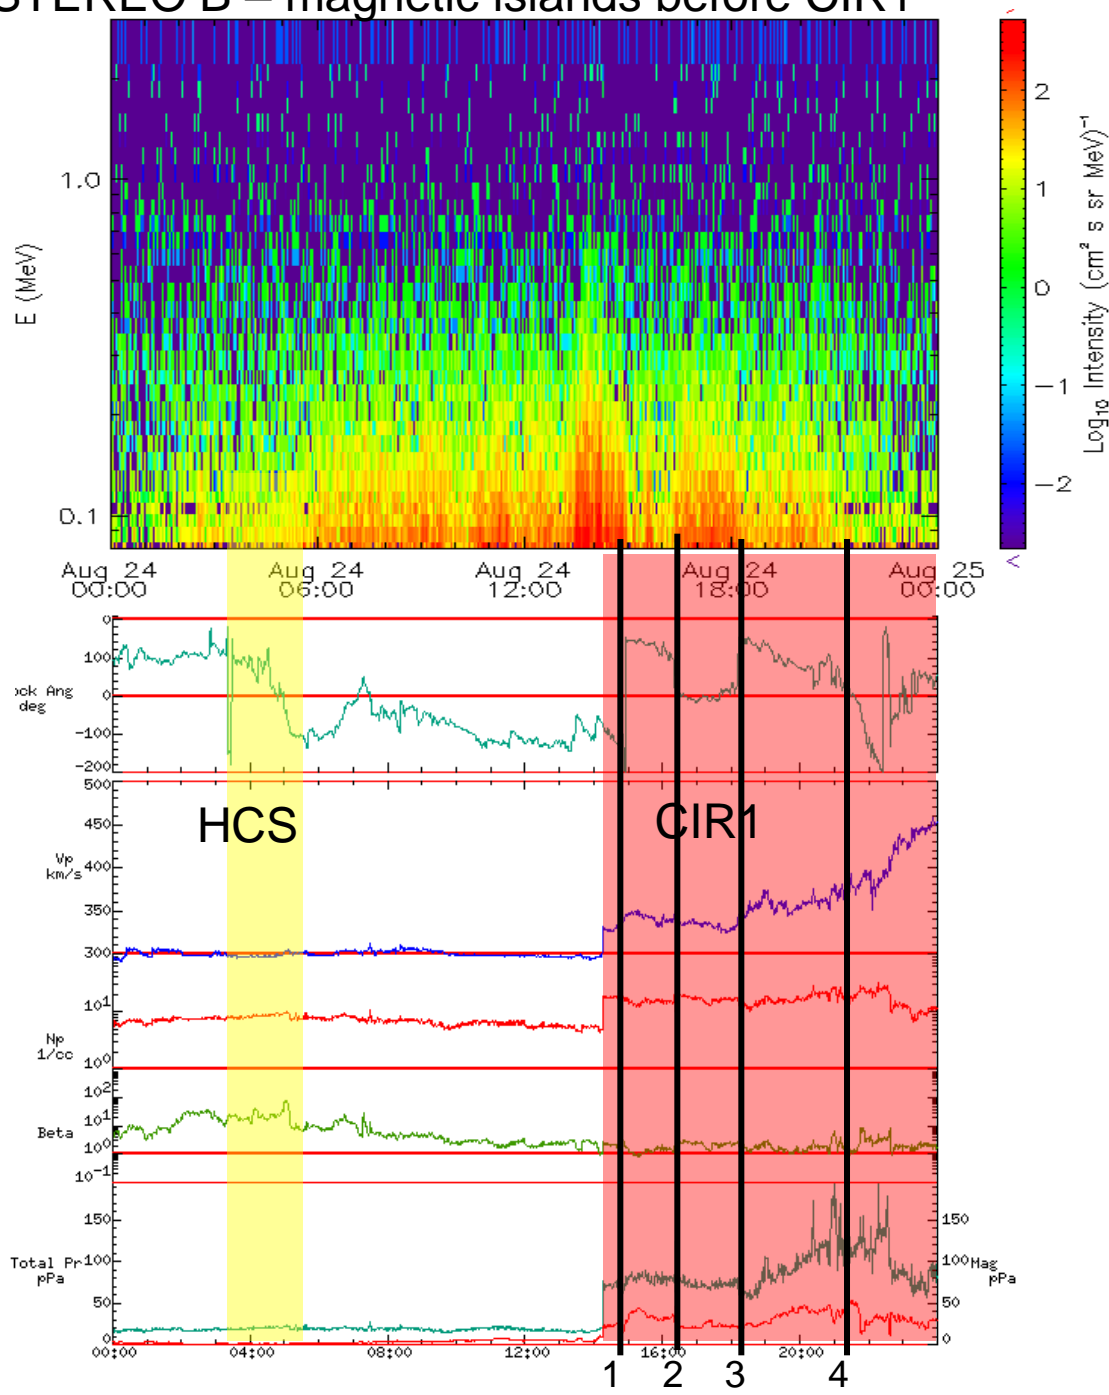 STEREO B – magnetic islands before CIR1
1.0
0.1
E (MeV)
2
1
0
−1
−2
Log10 Intensity (cm² s sr MeV)⁻¹
Aug 24 Aug 24 Aug 24 Aug 24 Aug 25
00:00 06:00 12:00 18:00 00:00
0
100
0
-100
-200
ock Ang
deg
500
450
400
350
300
Vp
km/s
HCS CIR1
10¹
10⁰
Np
1/cc
10²
10¹
10⁰
10⁻¹
Beta
150
100
50
0
Total Pr
pPa
150
100
50
0
Mag
pPa
00:00 04:00 08:00 12:00 16:00 20:00
1 2 3 4